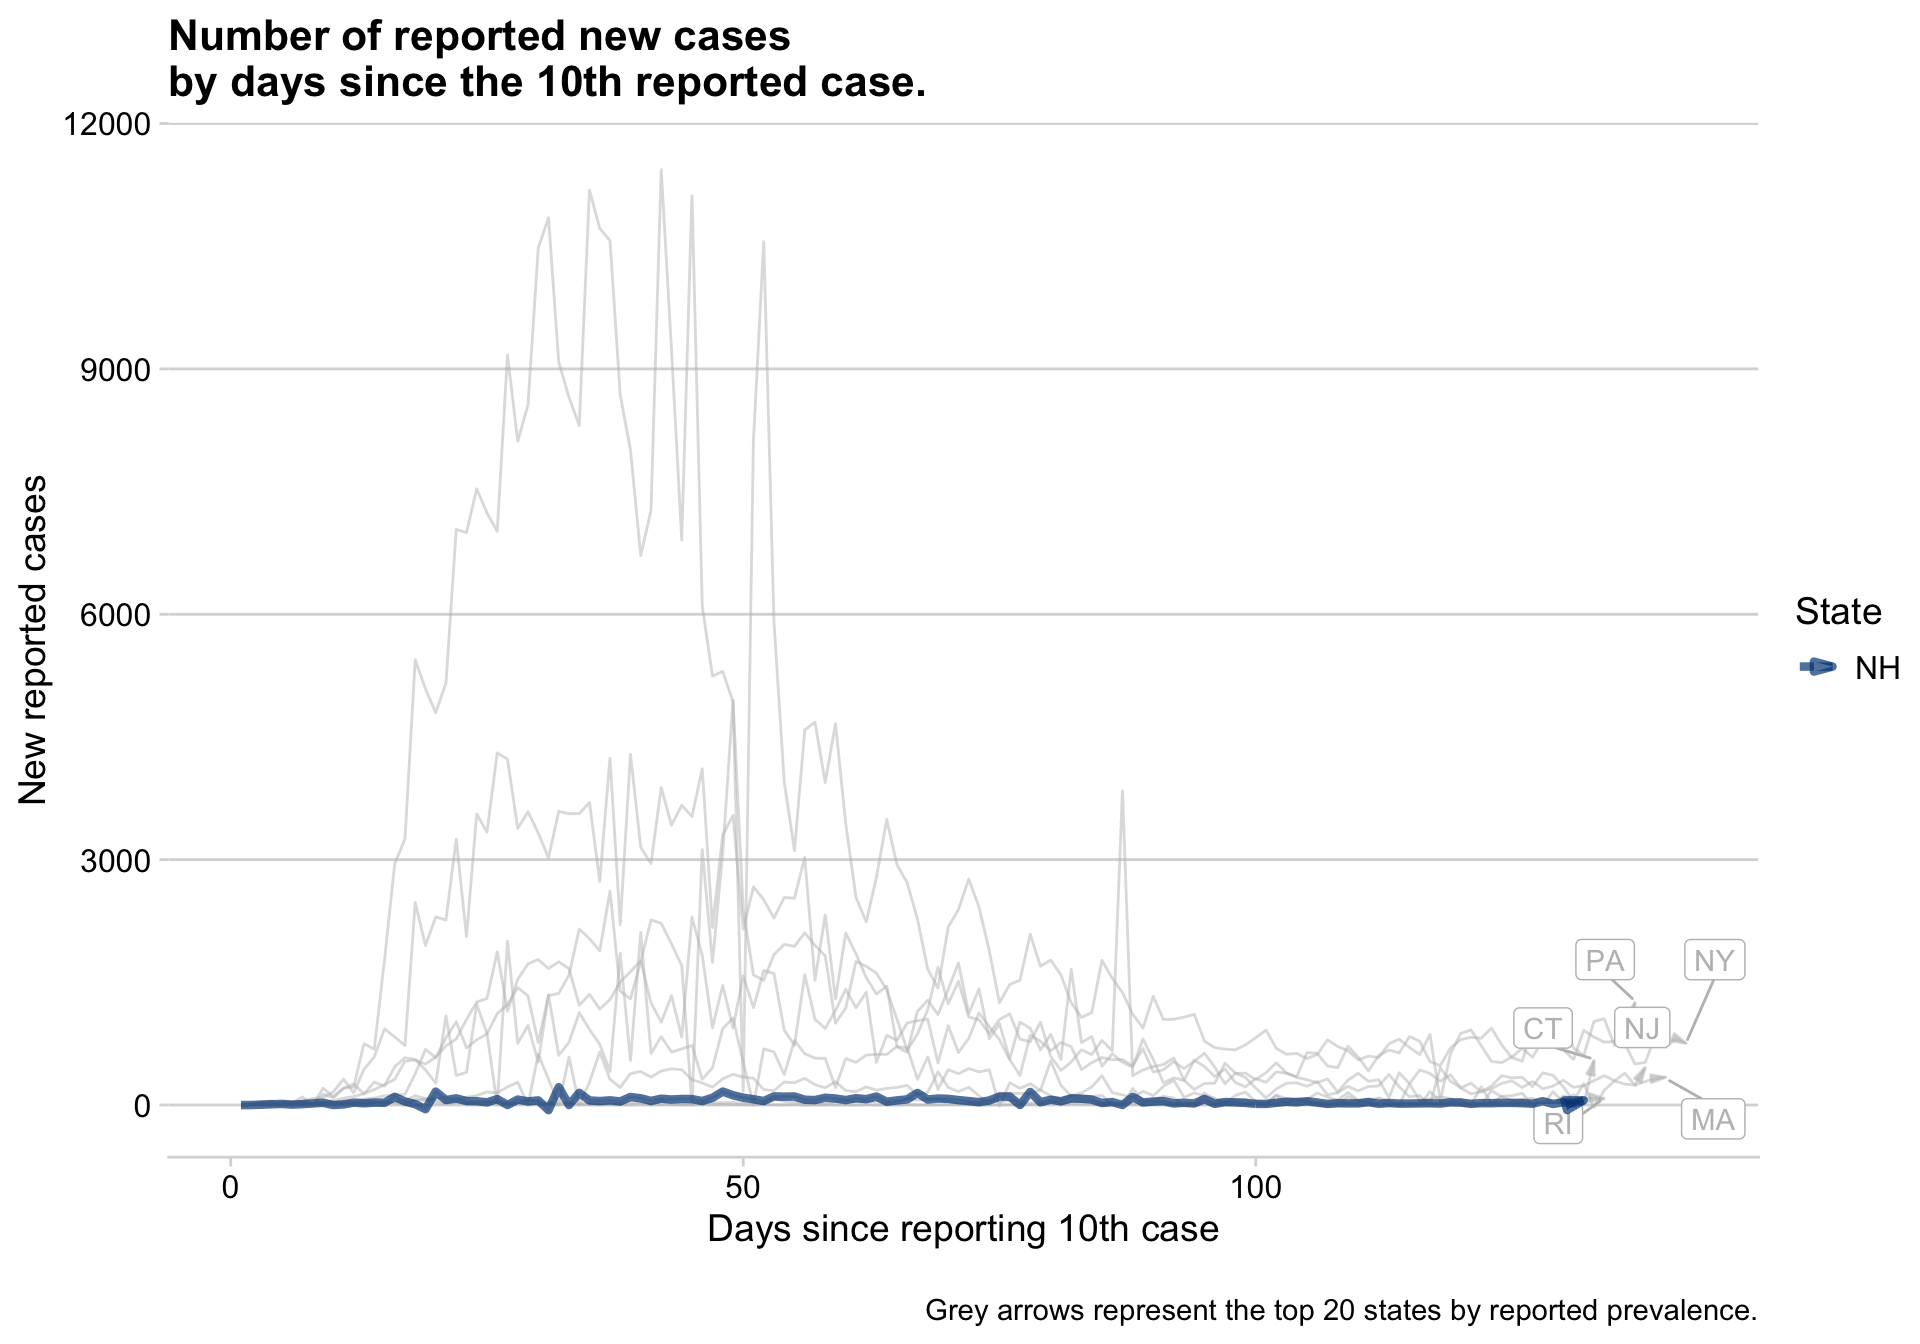 Number of reported new cases
by days since the 10th reported case.
12000
9000
6000
3000
0
New reported cases
0
50
100
Days since reporting 10th case
PA
NY
CT
NJ
RI
MA
State
NH
Grey arrows represent the top 20 states by reported prevalence.